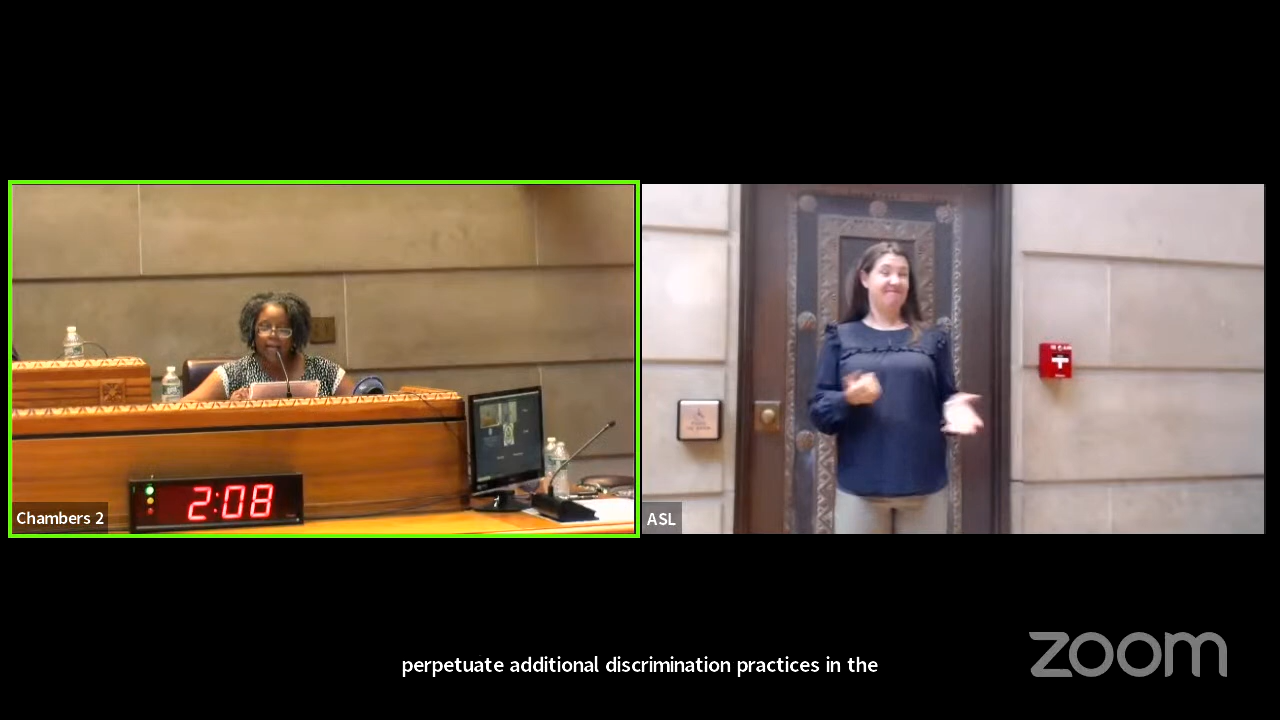 2:08
Chambers 2
ASL
perpetuate additional discrimination practices in the
zoom